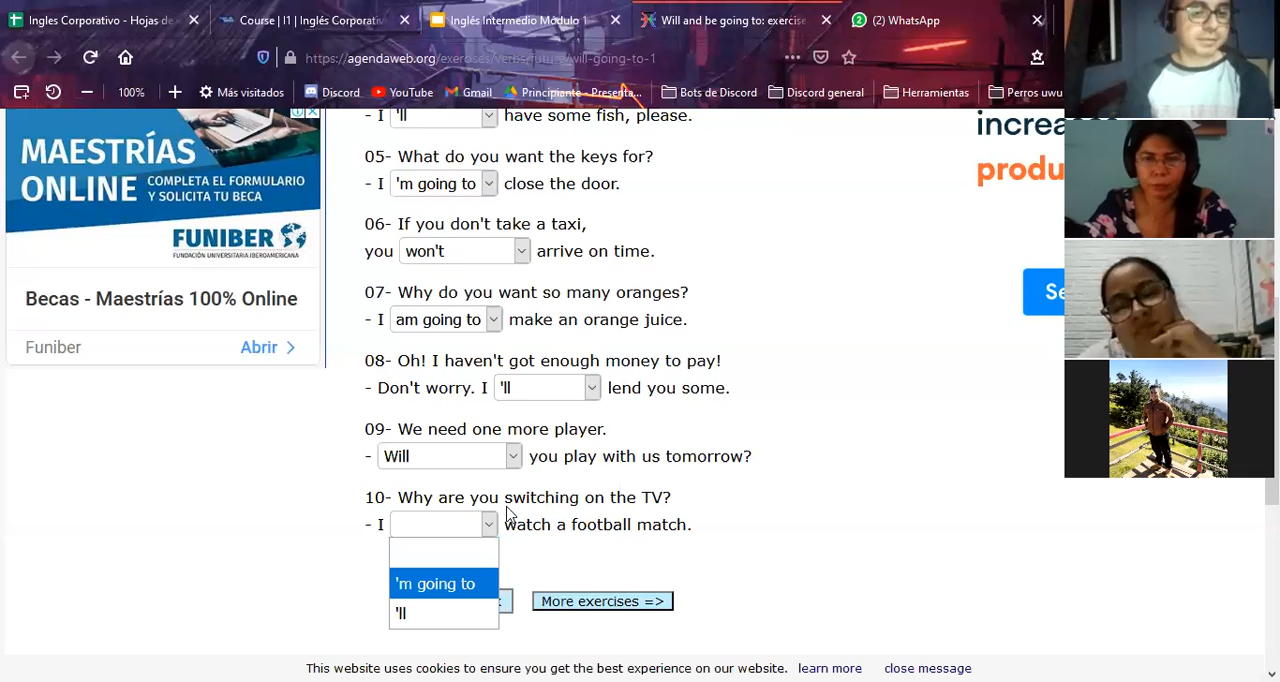 Ingles Corporativo - Hojas de
Course | I1 | Inglés Corporativ
Inglés Intermedio Módulo 1
Will and be going to: exercise
(2) WhatsApp
https://agendaweb.org/exercises/verbs/future/will-going-to-1
100%
Más visitados
Discord
YouTube
Gmail
Principiante - Presenta...
Bots de Discord
Discord general
Herramientas
Perros uwu
MAESTRÍAS
ONLINE
COMPLETA EL FORMULARIO
Y SOLICITA TU BECA
FUNIBER
FUNDACIÓN UNIVERSITARIA IBEROAMERICANA
Becas - Maestrías 100% Online
Funiber
Abrir
- I 'll have some fish, please.
05- What do you want the keys for?
- I 'm going to close the door.
06- If you don't take a taxi,
you won't arrive on time.
07- Why do you want so many oranges?
- I am going to make an orange juice.
08- Oh! I haven't got enough money to pay!
- Don't worry. I 'll lend you some.
09- We need one more player.
- Will you play with us tomorrow?
10- Why are you switching on the TV?
- I watch a football match.
'm going to
'll
More exercises =>
increa
produ
Se
This website uses cookies to ensure you get the best experience on our website. learn more close message